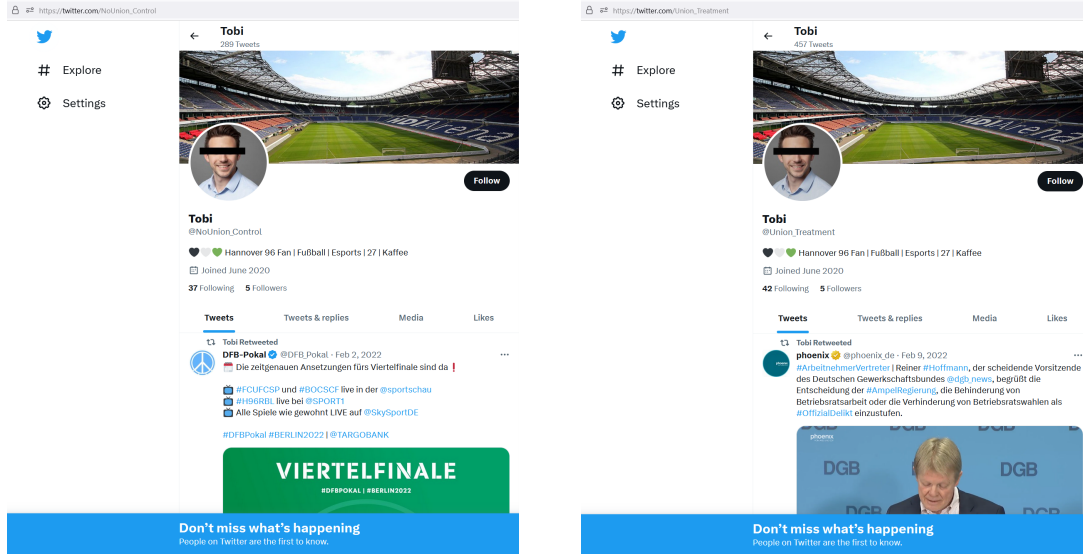 https://twitter.com/NoUnion_Control
Tobi
289 Tweets
Explore
Settings
Follow
Tobi
@NoUnion_Control
Hannover 96 Fan | Fußball | Esports | 27 | Kaffee
Joined June 2020
37 Following 5 Followers
Tweets Tweets & replies Media Likes
Tobi Retweeted
DFB-Pokal @DFB_Pokal · Feb 2, 2022
Die zeitgenauen Ansetzungen fürs Viertelfinale sind da❗
#FCUFCSP und #BOCSCF live in der @sportschau
#H96RBL live bei @SPORT1
Alle Spiele wie gewohnt LIVE auf @SkySportDE
#DFBPokal #BERLIN2022 | @TARGOBANK
VIERTELFINALE
#DFBPOKAL | #BERLIN2022
Don't miss what's happening
People on Twitter are the first to know.
https://twitter.com/Union_Treatment
Tobi
457 Tweets
Explore
Settings
Follow
Tobi
@Union_Treatment
Hannover 96 Fan | Fußball | Esports | 27 | Kaffee
Joined June 2020
42 Following 5 Followers
Tweets Tweets & replies Media Likes
Tobi Retweeted
phoenix @phoenix_de · Feb 9, 2022
#ArbeitnehmerVertreter | Reiner #Hoffmann, der scheidende Vorsitzende
des Deutschen Gewerkschaftsbundes @dgb_news, begrüßt die
Entscheidung der #AmpelRegierung, die Behinderung von
Betriebsratsarbeit oder die Verhinderung von Betriebsratswahlen als
#OffizialDelikt einzustufen.
phoenix
DGB DGB
DGB DGB
Don't miss what's happening
People on Twitter are the first to know.